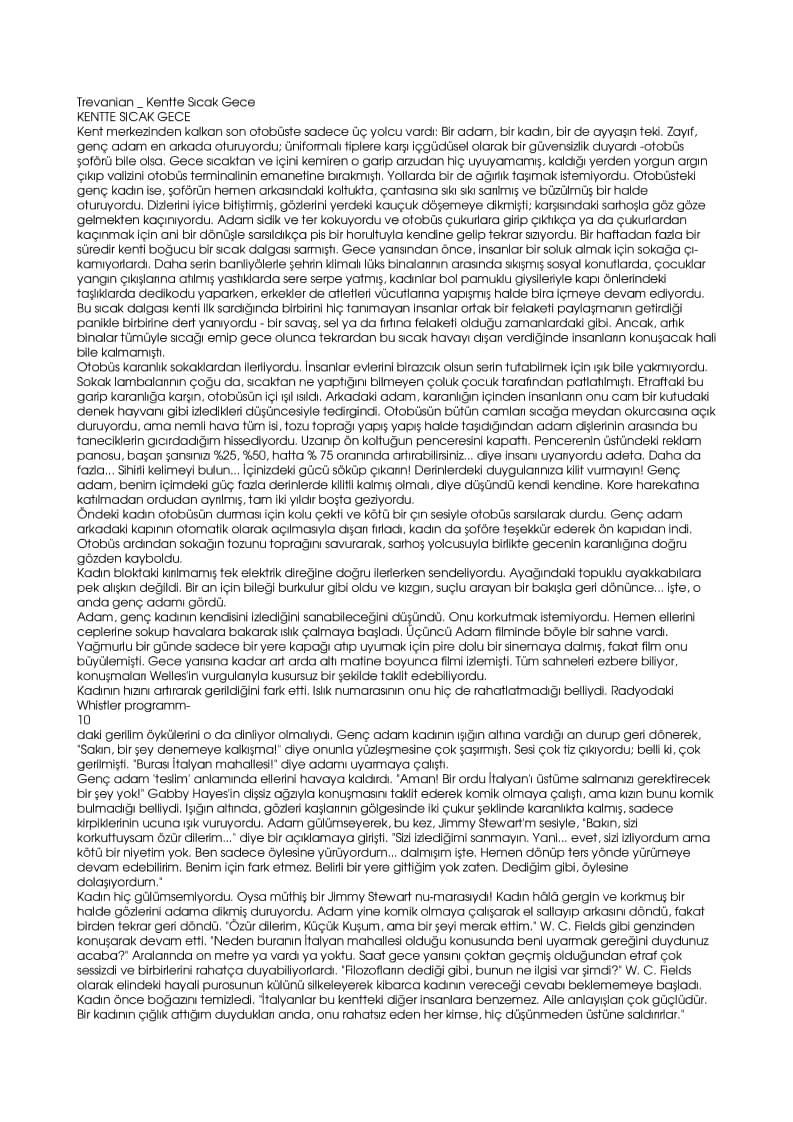 Trevanian _ Kentte Sıcak Gece
KENTTE SICAK GECE
Kent merkezinden kalkan son otobüste sadece üç yolcu vardı: Bir adam, bir kadın, bir de ayyaşın teki. Zayıf,
genç adam en arkada oturuyordu; üniformalı tiplere karşı içgüdüsel olarak bir güvensizlik duyardı -otobüs
şoförü bile olsa. Gece sıcaktan ve içini kemiren o garip arzudan hiç uyuyamamış, kaldığı yerden yorgun argın
çıkıp valizini otobüs terminalinin emanetine bırakmıştı. Yollarda bir de ağırlık taşımak istemiyordu. Otobüsteki
genç kadın ise, şoförün hemen arkasındaki koltukta, çantasına sıkı sıkı sarılmış ve büzülmüş bir halde
oturuyordu. Dizlerini iyice bitiştirmiş, gözlerini yerdeki kauçuk döşemeye dikmişti; karşısındaki sarhoşla göz göze
gelmekten kaçınıyordu. Adam sidik ve ter kokuyordu ve otobüs çukurlara girip çıktıkça ya da çukurlardan
kaçınmak için ani bir dönüşle sarsıldıkça pis bir horultuyla kendine gelip tekrar sızıyordu. Bir haftadan fazla bir
süredir kenti boğucu bir sıcak dalgası sarmıştı. Gece yarısından önce, insanlar bir soluk almak için sokağa çı-
kamıyorlardı. Daha serin banliyölerle şehrin klimalı lüks binalarının arasında sıkışmış sosyal konutlarda, çocuklar
yangın çıkışlarına atılmış yastıklarda sere serpe yatmış, kadınlar bol pamuklu giysileriyle kapı önlerindeki
taşlıklarda dedikodu yaparken, erkekler de atletleri vücutlarına yapışmış halde bira içmeye devam ediyordu.
Bu sıcak dalgası kenti ilk sardığında birbirini hiç tanımayan insanlar ortak bir felaketi paylaşmanın getirdiği
panikle birbirine dert yanıyordu - bir savaş, sel ya da fırtına felaketi olduğu zamanlardaki gibi. Ancak, artık
binalar tümüyle sıcağı emip gece olunca tekrardan bu sıcak havayı dışarı verdiğinde insanların konuşacak hali
bile kalmamıştı.
Otobüs karanlık sokaklardan ilerliyordu. İnsanlar evlerini birazcık olsun serin tutabilmek için ışık bile yakmıyordu.
Sokak lambalarının çoğu da, sıcaktan ne yaptığını bilmeyen çoluk çocuk tarafından patlatılmıştı. Etraftaki bu
garip karanlığa karşın, otobüsün içi ışıl ışıldı. Arkadaki adam, karanlığın içinden insanların onu cam bir kutudaki
denek hayvanı gibi izledikleri düşüncesiyle tedirgindi. Otobüsün bütün camları sıcağa meydan okurcasına açık
duruyordu, ama nemli hava tüm isi, tozu toprağı yapış yapış halde taşıdığından adam dişlerinin arasında bu
taneciklerin gıcırdadığım hissediyordu. Uzanıp ön koltuğun penceresini kapattı. Pencerenin üstündeki reklam
panosu, başarı şansınızı %25, %50, hatta % 75 oranında artırabilirsiniz... diye insanı uyarıyordu adeta. Daha da
fazla... Sihirli kelimeyi bulun... İçinizdeki gücü söküp çıkarın! Derinlerdeki duygularınıza kilit vurmayın! Genç
adam, benim içimdeki güç fazla derinlerde kilitli kalmış olmalı, diye düşündü kendi kendine. Kore harekatına
katılmadan ordudan ayrılmış, tam iki yıldır boşta geziyordu.
Öndeki kadın otobüsün durması için kolu çekti ve kötü bir çın sesiyle otobüs sarsılarak durdu. Genç adam
arkadaki kapının otomatik olarak açılmasıyla dışarı fırladı, kadın da şoföre teşekkür ederek ön kapıdan indi.
Otobüs ardından sokağın tozunu toprağını savurarak, sarhoş yolcusuyla birlikte gecenin karanlığına doğru
gözden kayboldu.
Kadın bloktaki kırılmamış tek elektrik direğine doğru ilerlerken sendeliyordu. Ayağındaki topuklu ayakkabılara
pek alışkın değildi. Bir an için bileği burkulur gibi oldu ve kızgın, suçlu arayan bir bakışla geri dönünce... işte, o
anda genç adamı gördü.
Adam, genç kadının kendisini izlediğini sanabileceğini düşündü. Onu korkutmak istemiyordu. Hemen ellerini
ceplerine sokup havalara bakarak ıslık çalmaya başladı. Üçüncü Adam filminde böyle bir sahne vardı.
Yağmurlu bir günde sadece bir yere kapağı atıp uyumak için pire dolu bir sinemaya dalmış, fakat film onu
büyülemişti. Gece yarısına kadar art arda altı matine boyunca filmi izlemişti. Tüm sahneleri ezbere biliyor,
konuşmaları Welles'in vurgularıyla kusursuz bir şekilde taklit edebiliyordu.
Kadının hızını artırarak gerildiğini fark etti. Islık numarasının onu hiç de rahatlatmadığı belliydi. Radyodaki
Whistler programm-
10
daki gerilim öykülerini o da dinliyor olmalıydı. Genç adam kadının ışığın altına vardığı an durup geri dönerek,
"Sakın, bir şey denemeye kalkışma!" diye onunla yüzleşmesine çok şaşırmıştı. Sesi çok tiz çıkıyordu; belli ki, çok
gerilmişti. "Burası İtalyan mahallesi!" diye adamı uyarmaya çalıştı.
Genç adam 'teslim' anlamında ellerini havaya kaldırdı. "Aman! Bir ordu İtalyan'ı üstüme salmanızı gerektirecek
bir şey yok!" Gabby Hayes'in dişsiz ağzıyla konuşmasını taklit ederek komik olmaya çalıştı, ama kızın bunu komik
bulmadığı belliydi. Işığın altında, gözleri kaşlarının gölgesinde iki çukur şeklinde karanlıkta kalmış, sadece
kirpiklerinin ucuna ışık vuruyordu. Adam gülümseyerek, bu kez, Jimmy Stewart'm sesiyle, "Bakın, sizi
korkuttuysam özür dilerim..." diye bir açıklamaya girişti. "Sizi izlediğimi sanmayın. Yani... evet, sizi izliyordum ama
kötü bir niyetim yok. Ben sadece öylesine yürüyordum... dalmışım işte. Hemen dönüp ters yönde yürümeye
devam edebilirim. Benim için fark etmez. Belirli bir yere gittiğim yok zaten. Dediğim gibi, öylesine
dolaşıyordum."
Kadın hiç gülümsemiyordu. Oysa müthiş bir Jimmy Stewart nu-marasıydı! Kadın hâlâ gergin ve korkmuş bir
halde gözlerini adama dikmiş duruyordu. Adam yine komik olmaya çalışarak el sallayıp arkasını döndü, fakat
birden tekrar geri döndü. "Özür dilerim, Küçük Kuşum, ama bir şeyi merak ettim." W. C. Fields gibi genzinden
konuşarak devam etti. "Neden buranın İtalyan mahallesi olduğu konusunda beni uyarmak gereğini duydunuz
acaba?" Aralarında on metre ya vardı ya yoktu. Saat gece yarısını çoktan geçmiş olduğundan etraf çok
sessizdi ve birbirlerini rahatça duyabiliyorlardı. "Filozofların dediği gibi, bunun ne ilgisi var şimdi?" W. C. Fields
olarak elindeki hayali purosunun külünü silkeleyerek kibarca kadının vereceği cevabı beklememeye başladı.
Kadın önce boğazını temizledi. "İtalyanlar bu kentteki diğer insanlara benzemez. Aile anlayışları çok güçlüdür.
Bir kadının çığlık attığım duydukları anda, onu rahatsız eden her kimse, hiç düşünmeden üstüne saldırırlar."